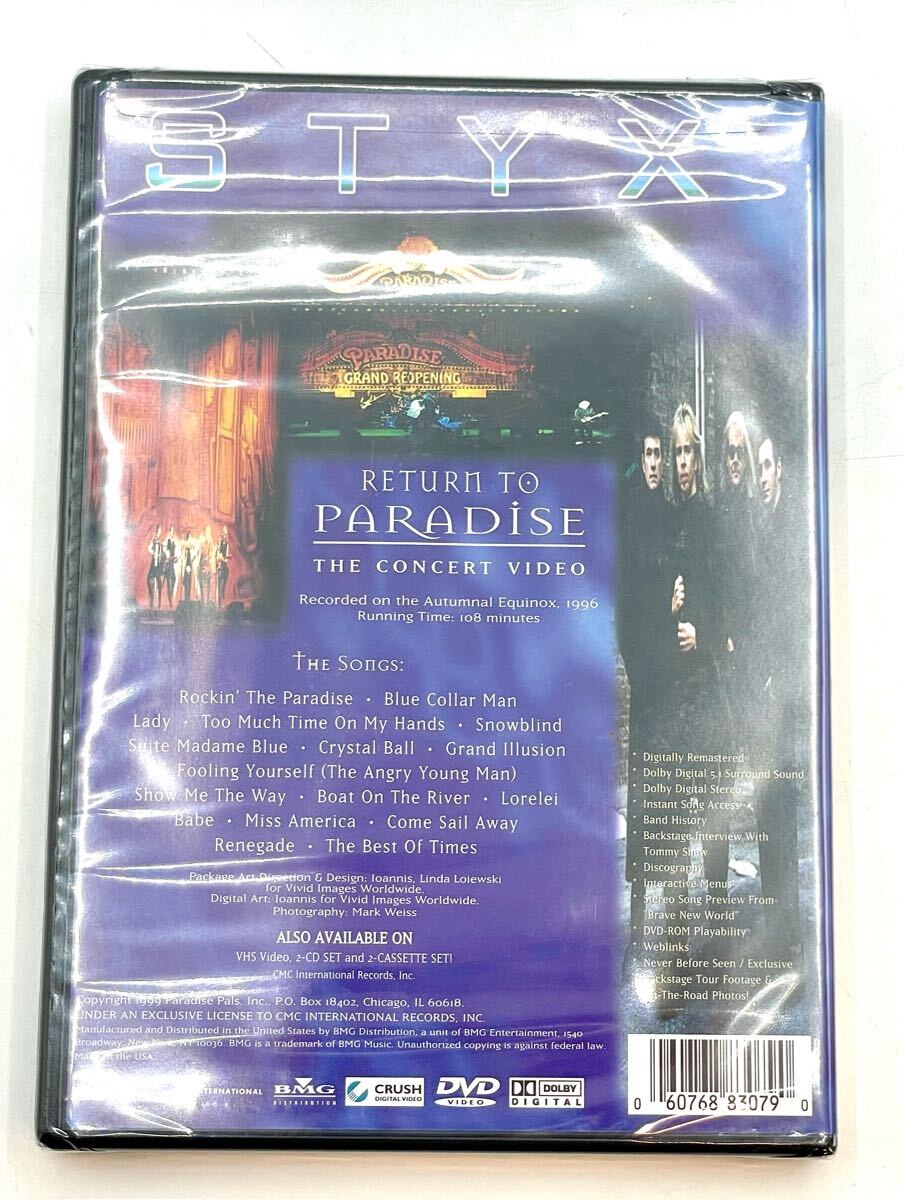 STYX
PARADISE
PARADISE
GRAND REOPENING
RETURN TO
PARADISE
THE CONCERT VIDEO
Recorded on the Autumnal Equinox, 1996
Running Time: 108 minutes
THE SONGS:
Rockin' The Paradise · Blue Collar Man
Lady · Too Much Time On My Hands · Snowblind
Suite Madame Blue · Crystal Ball · Grand Illusion
Fooling Yourself (The Angry Young Man)
Show Me The Way · Boat On The River · Lorelei
Babe · Miss America · Come Sail Away
Renegade · The Best Of Times
Package Art Direction & Design: Ioannis, Linda Loiewski
for Vivid Images Worldwide.
Digital Art: Ioannis for Vivid Images Worldwide.
Photography: Mark Weiss
ALSO AVAILABLE ON
VHS Video, 2-CD SET and 2-CASSETTE SET!
CMC International Records, Inc.
Copyright 1999 Paradise Pals, Inc., P.O. Box 18402, Chicago, IL 60618.
UNDER AN EXCLUSIVE LICENSE TO CMC INTERNATIONAL RECORDS, INC.
Manufactured and Distributed in the United States by BMG Distribution, a unit of BMG Entertainment, 1540
Broadway, New York, NY 10036. BMG is a trademark of BMG Music. Unauthorized copying is against federal law.
Made in the USA.
* Digitally Remastered
* Dolby Digital 5.1 Surround Sound
* Dolby Digital Stereo
* Instant Song Access
* Band History
* Backstage Interview With
Tommy Shaw
* Discography
* Interactive Menus
* Stereo Song Preview From
"Brave New World"
* DVD-ROM Playability
* Weblinks
* Never Before Seen / Exclusive
Backstage Tour Footage &
On-The-Road Photos!
INTERNATIONAL
BMG
DISTRIBUTION
CRUSH
DIGITAL VIDEO
DVD
VIDEO
DOLBY
DIGITAL
0 60768 83079 0